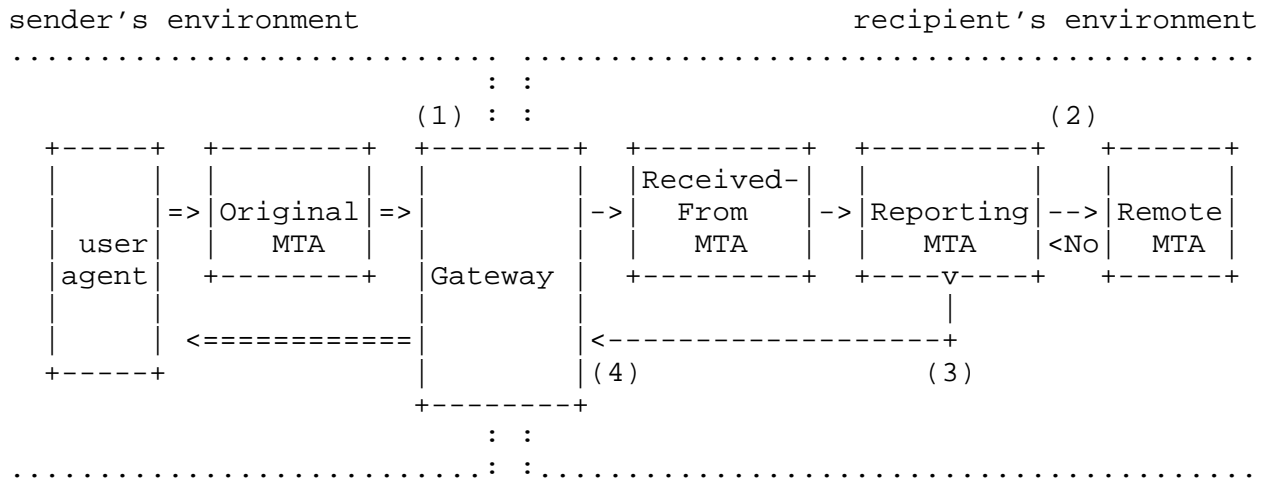 sender's environment                         recipient's environment
............................ ..........................................
                           : :
                       (1) : :                              (2)
  +-----+  +--------+  +--------+  +---------+  +---------+   +------+
  |     |  |        |  |        |  |Received-|  |         |   |      |
  |     |=>|Original|=>|        |->|  From   |->|Reporting|-->|Remote|
  | user|  |   MTA  |  |        |  |   MTA   |  |   MTA   |<No|  MTA |
  |agent|  +--------+  |Gateway |  +---------+  +----v----+   +------+
  |     |              |        |                    |
  |     | <============|        |<-------------------+
  +-----+              |        |(4)                (3)
                       +--------+
                           : :
...........................: :.........................................